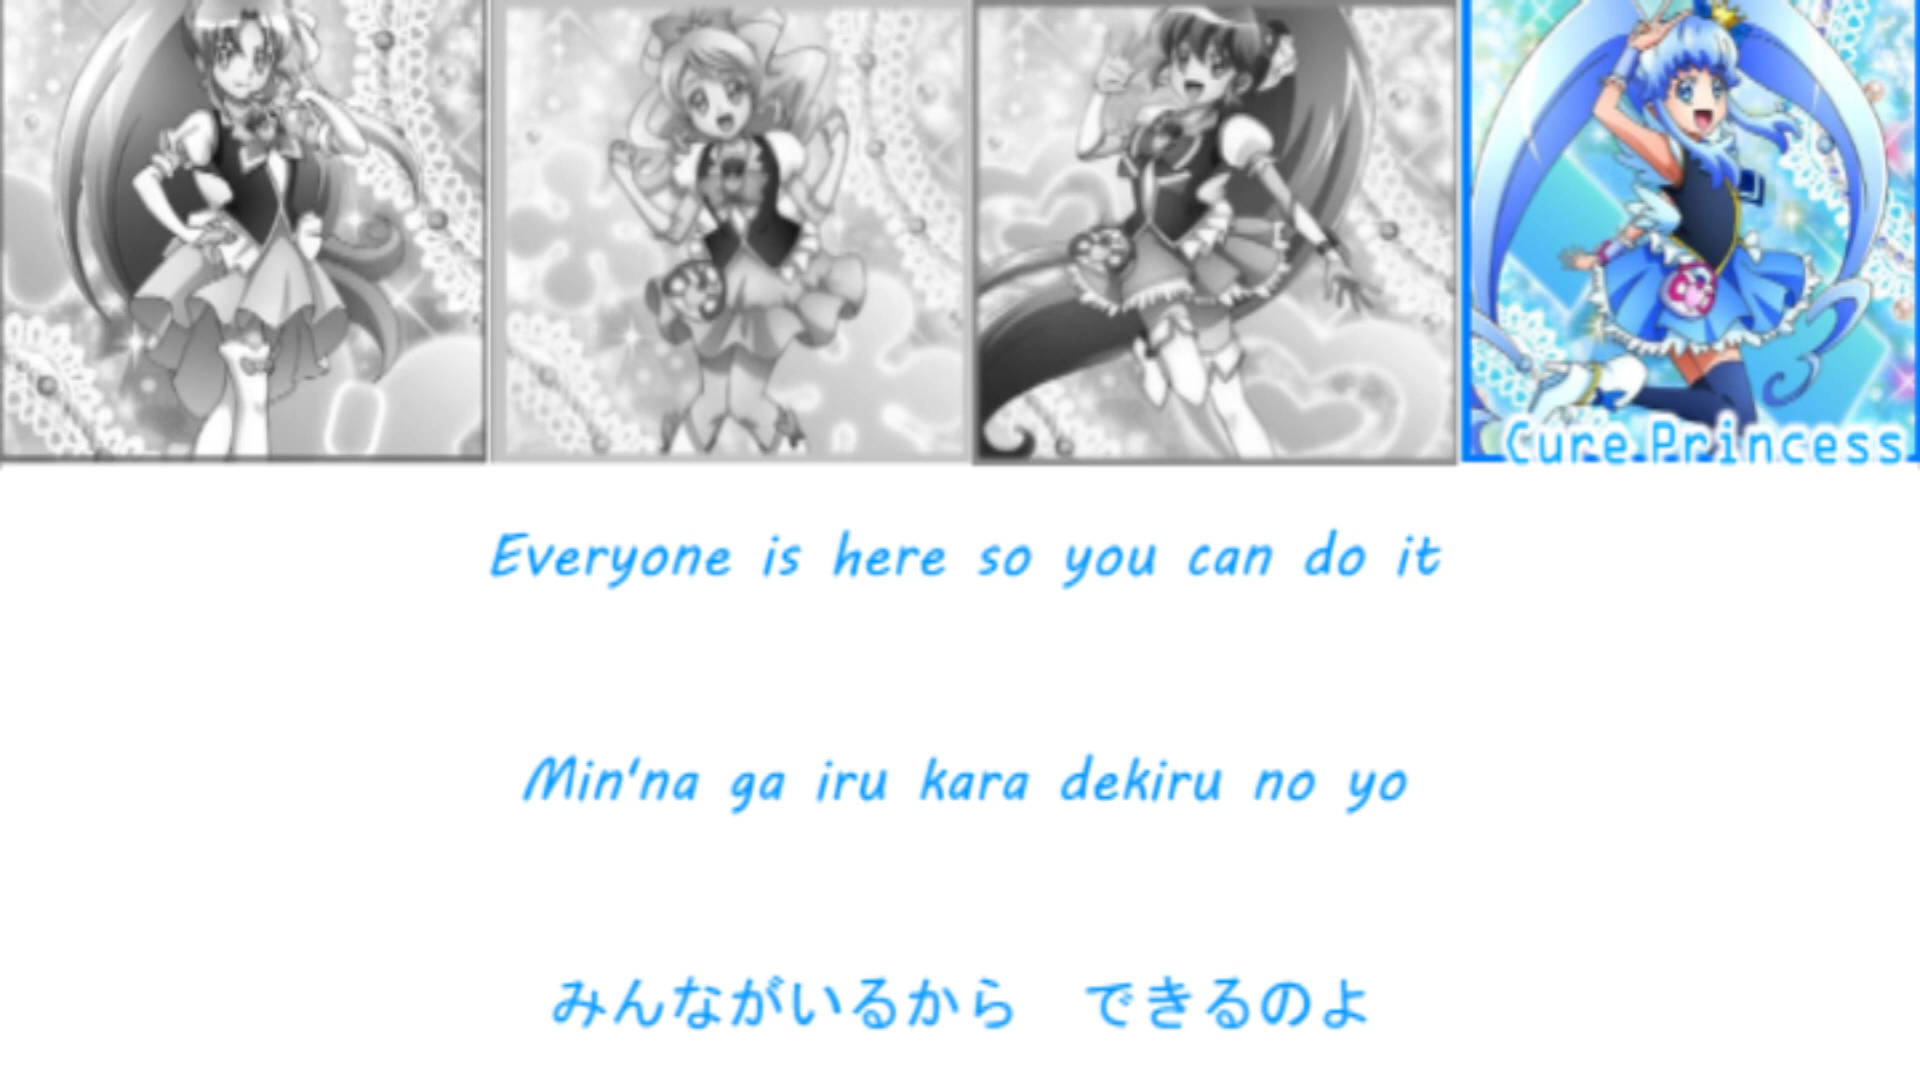 Cure Princess
Everyone is here so you can do it
Min'na ga iru kara dekiru no yo
みんながいるから　できるのよ